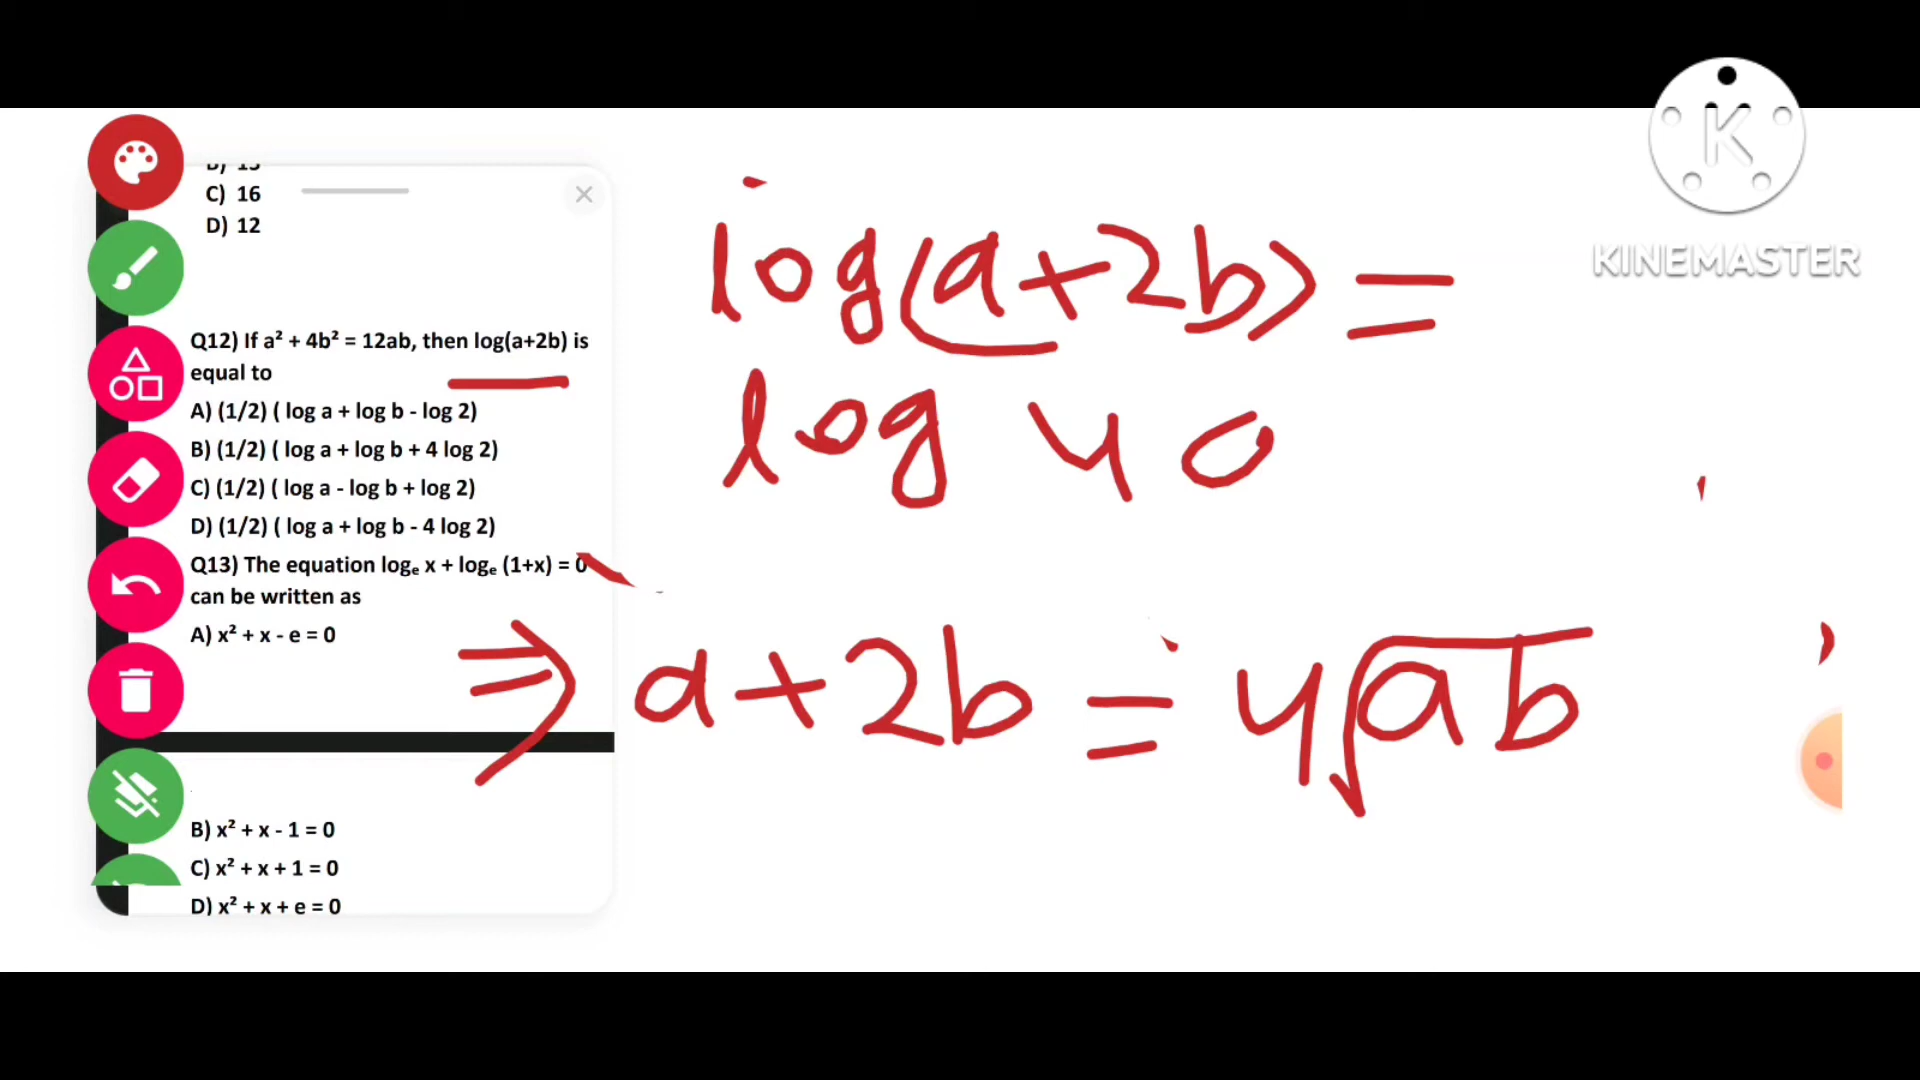 C) 16
D) 12
Q12) If a² + 4b² = 12ab, then log(a+2b) is
equal to
A) (1/2) ( log a + log b - log 2)
B) (1/2) ( log a + log b + 4 log 2)
C) (1/2) ( log a - log b + log 2)
D) (1/2) ( log a + log b - 4 log 2)
Q13) The equation logₑ x + logₑ (1+x) = 0
can be written as
A) x² + x - e = 0
B) x² + x - 1 = 0
C) x² + x + 1 = 0
D) x² + x + e = 0
log(a+2b) =
log 4
⇒ a+2b = 4√ab
K
KINEMASTER